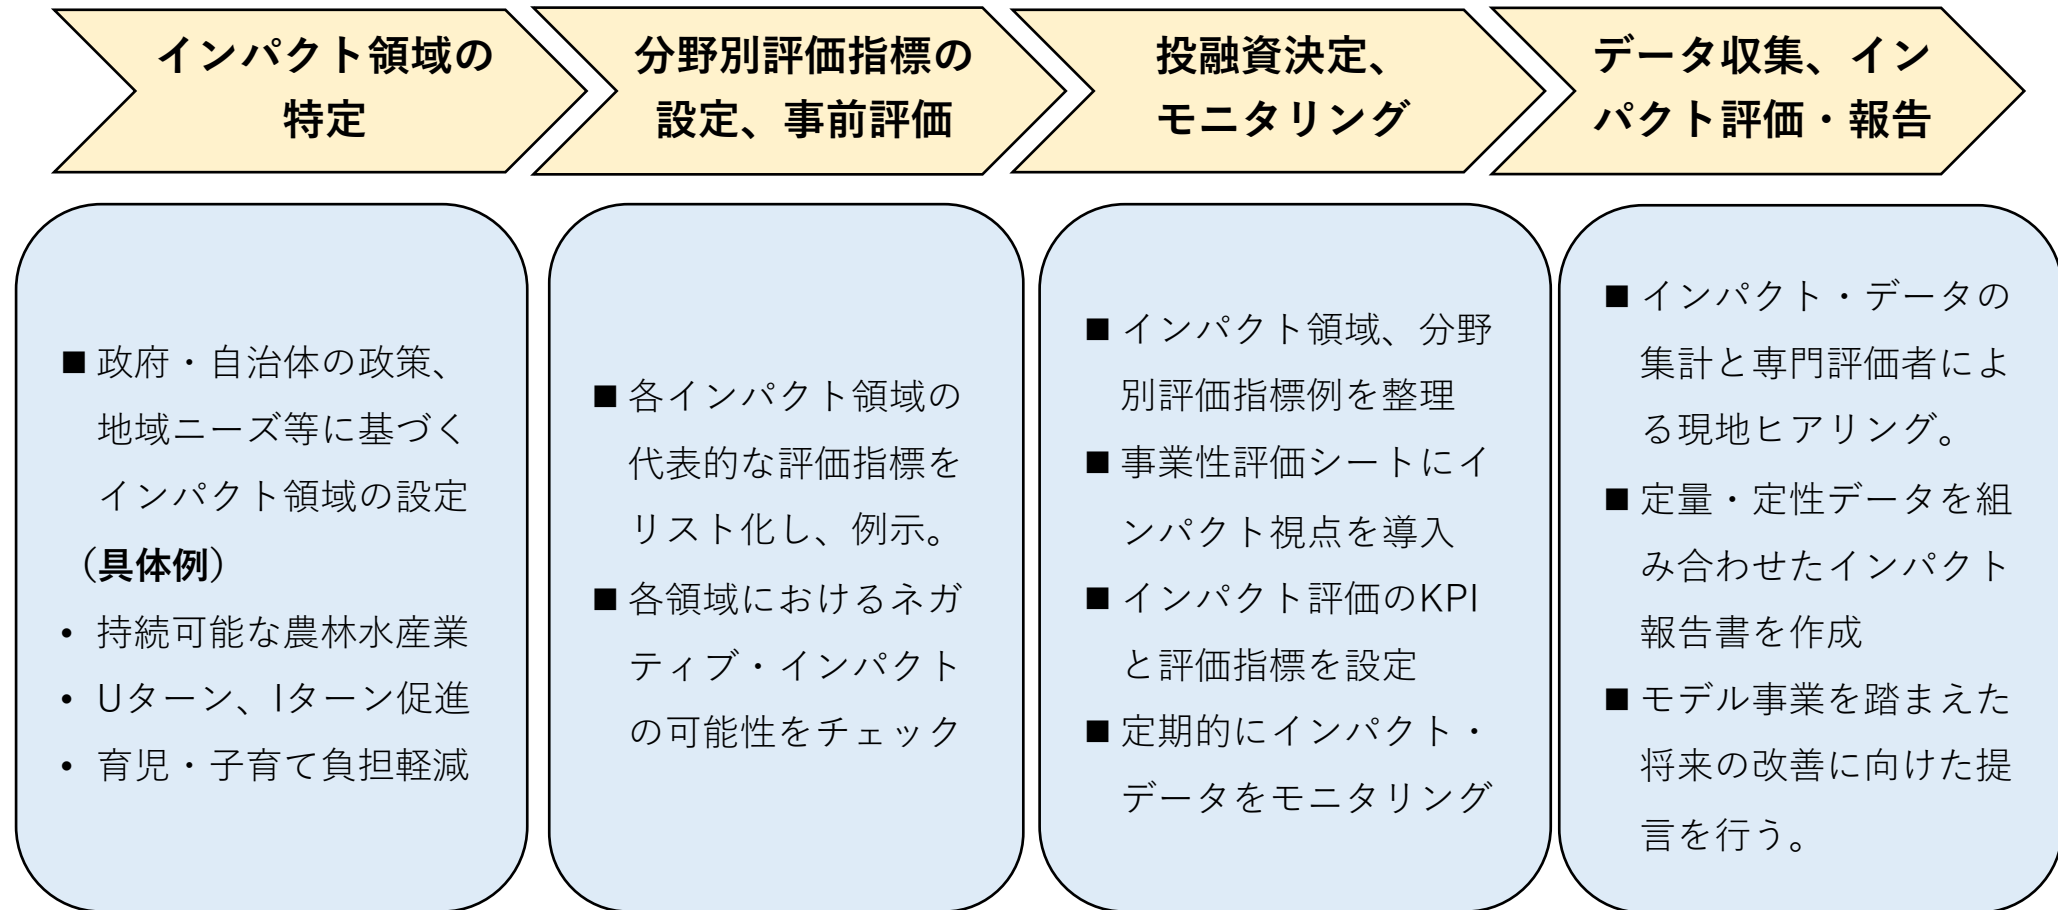 インパクト領域の
特定
分野別評価指標の
設定、事前評価
投融資決定、
モニタリング
データ収集、イン
パクト評価・報告
■ 政府・自治体の政策、
地域ニーズ等に基づく
インパクト領域の設定
（具体例）
• 持続可能な農林水産業
• Uターン、Iターン促進
• 育児・子育て負担軽減
■ 各インパクト領域の
代表的な評価指標を
リスト化し、例示。
■ 各領域におけるネガ
ティブ・インパクト
の可能性をチェック
■ インパクト領域、分野
別評価指標例を整理
■ 事業性評価シートにイ
ンパクト視点を導入
■ インパクト評価のKPI
と評価指標を設定
■ 定期的にインパクト・
データをモニタリング
■ インパクト・データの
集計と専門評価者によ
る現地ヒアリング。
■ 定量・定性データを組
み合わせたインパクト
報告書を作成
■ モデル事業を踏まえた
将来の改善に向けた提
言を行う。